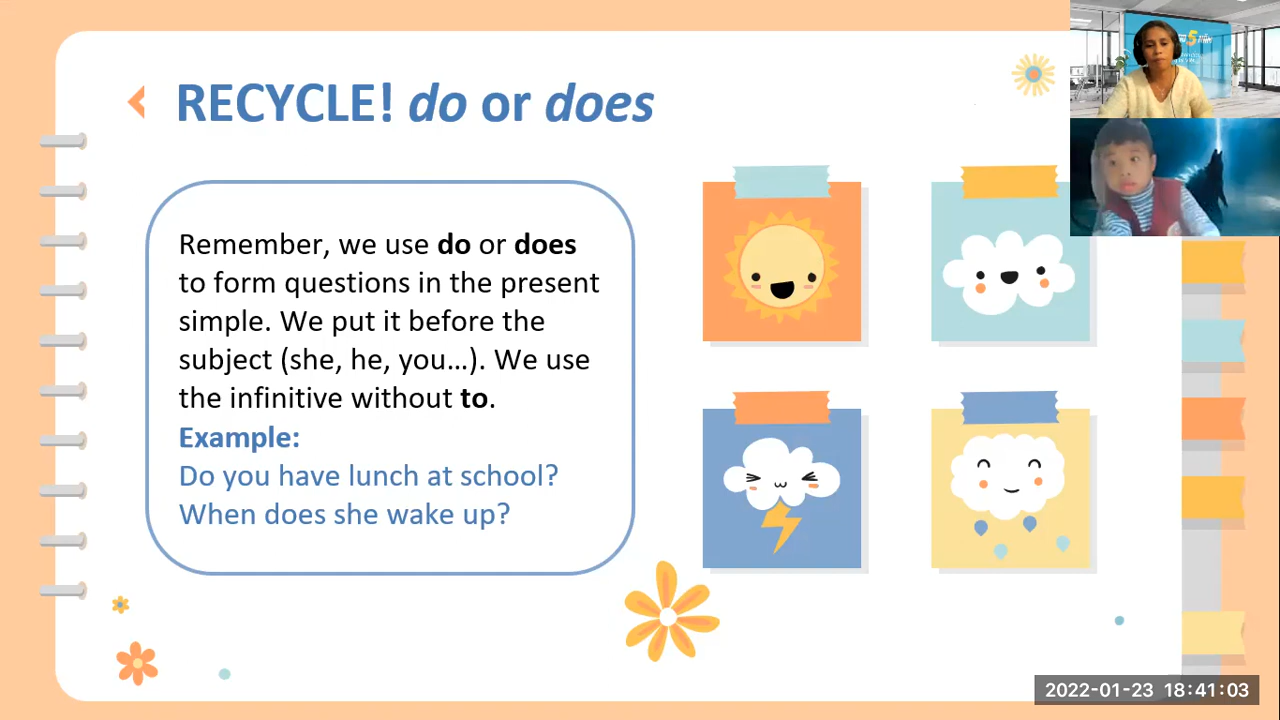 RECYCLE! do or does
Remember, we use do or does
to form questions in the present
simple. We put it before the
subject (she, he, you…). We use
the infinitive without to.
Example:
Do you have lunch at school?
When does she wake up?
2022-01-23 18:41:03